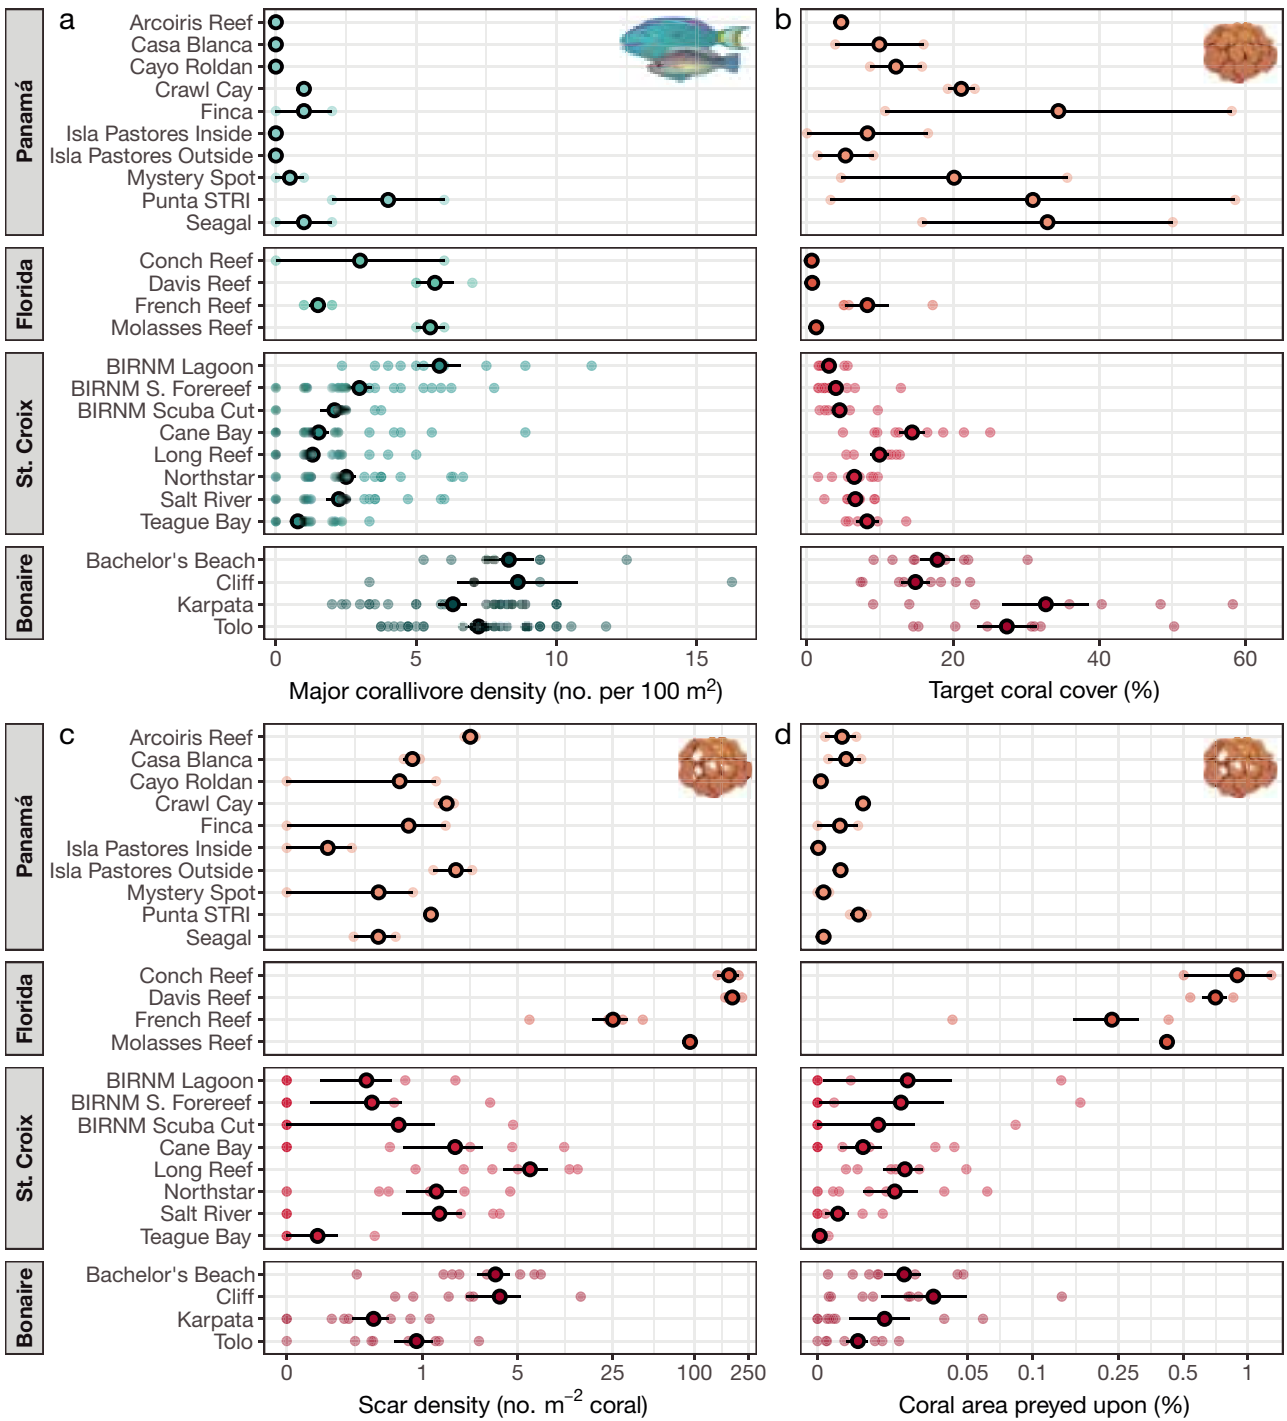 a
Panamá
Arcoiris Reef
Casa Blanca
Cayo Roldan
Crawl Cay
Finca
Isla Pastores Inside
Isla Pastores Outside
Mystery Spot
Punta STRI
Seagal
Florida
Conch Reef
Davis Reef
French Reef
Molasses Reef
St. Croix
BIRNM Lagoon
BIRNM S. Forereef
BIRNM Scuba Cut
Cane Bay
Long Reef
Northstar
Salt River
Teague Bay
Bonaire
Bachelor's Beach
Cliff
Karpata
Tolo
0 5 10 15
Major corallivore density (no. per 100 m²)
b
0 20 40 60
Target coral cover (%)
c
Panamá
Arcoiris Reef
Casa Blanca
Cayo Roldan
Crawl Cay
Finca
Isla Pastores Inside
Isla Pastores Outside
Mystery Spot
Punta STRI
Seagal
Florida
Conch Reef
Davis Reef
French Reef
Molasses Reef
St. Croix
BIRNM Lagoon
BIRNM S. Forereef
BIRNM Scuba Cut
Cane Bay
Long Reef
Northstar
Salt River
Teague Bay
Bonaire
Bachelor's Beach
Cliff
Karpata
Tolo
0 1 5 25 100 250
Scar density (no. m⁻² coral)
d
0 0.05 0.1 0.25 0.5 1
Coral area preyed upon (%)